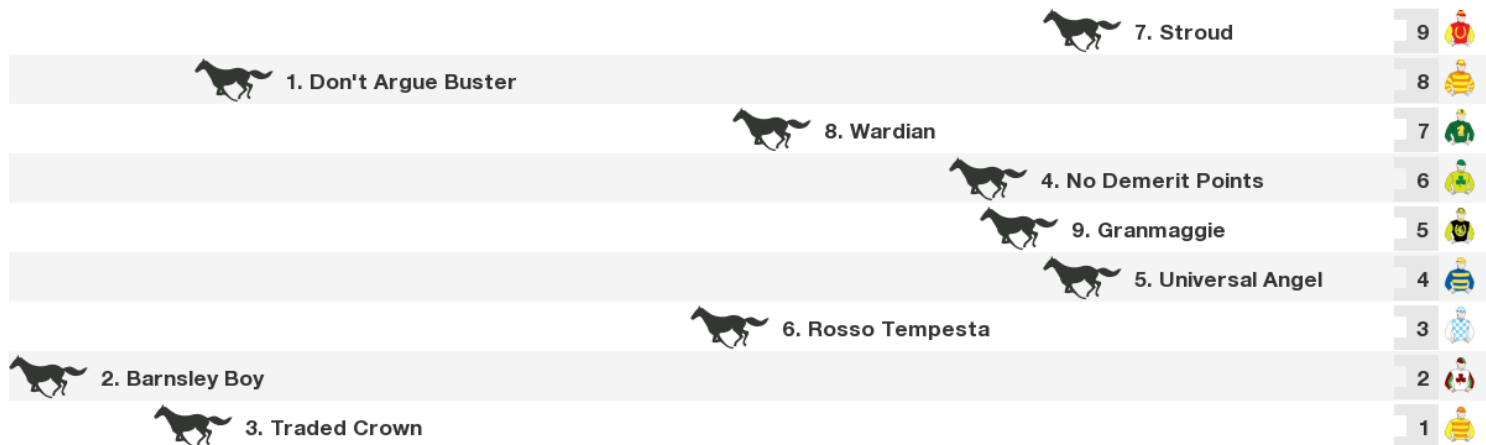 7. Stroud 9
1. Don't Argue Buster 8
8. Wardian 7
4. No Demerit Points 6
9. Granmaggie 5
5. Universal Angel 4
6. Rosso Tempesta 3
2. Barnsley Boy 2
3. Traded Crown 1